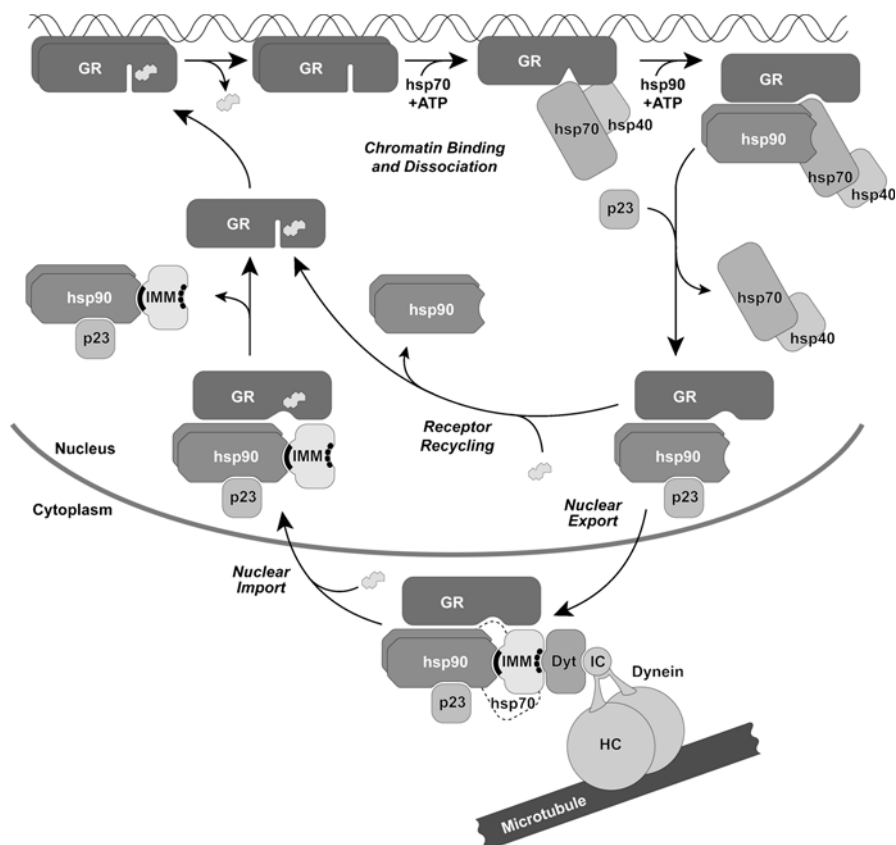 GR
GR
hsp70
+ATP
GR
hsp70
hsp40
hsp90
+ATP
GR
hsp90
hsp70
hsp40
Chromatin Binding
and Dissociation
p23
GR
hsp90
IMM
p23
hsp90
hsp70
hsp40
GR
hsp90
IMM
p23
Receptor
Recycling
GR
hsp90
p23
Nucleus
Cytoplasm
Nuclear
Export
Nuclear
Import
GR
hsp90
IMM
Dyt
IC
Dynein
p23
hsp70
HC
Microtubule